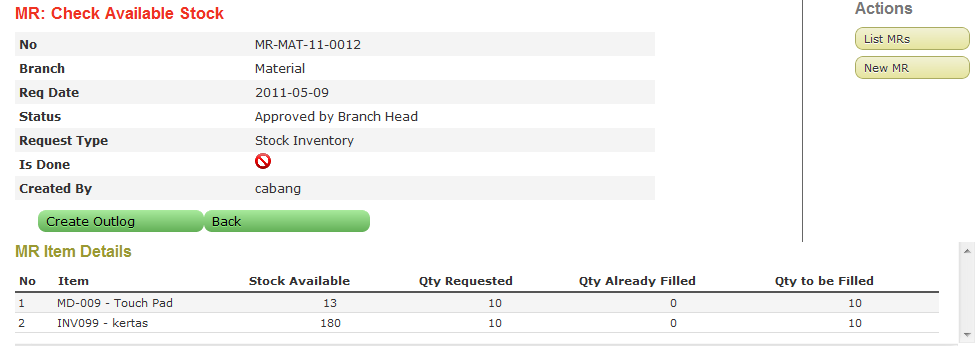 MR: Check Available Stock
No MR-MAT-11-0012
Branch Material
Req Date 2011-05-09
Status Approved by Branch Head
Request Type Stock Inventory
Is Done
Created By cabang
Create Outlog Back
Actions
List MRs
New MR
MR Item Details
No Item Stock Available Qty Requested Qty Already Filled Qty to be Filled
1 MD-009 - Touch Pad 13 10 0 10
2 INV099 - kertas 180 10 0 10